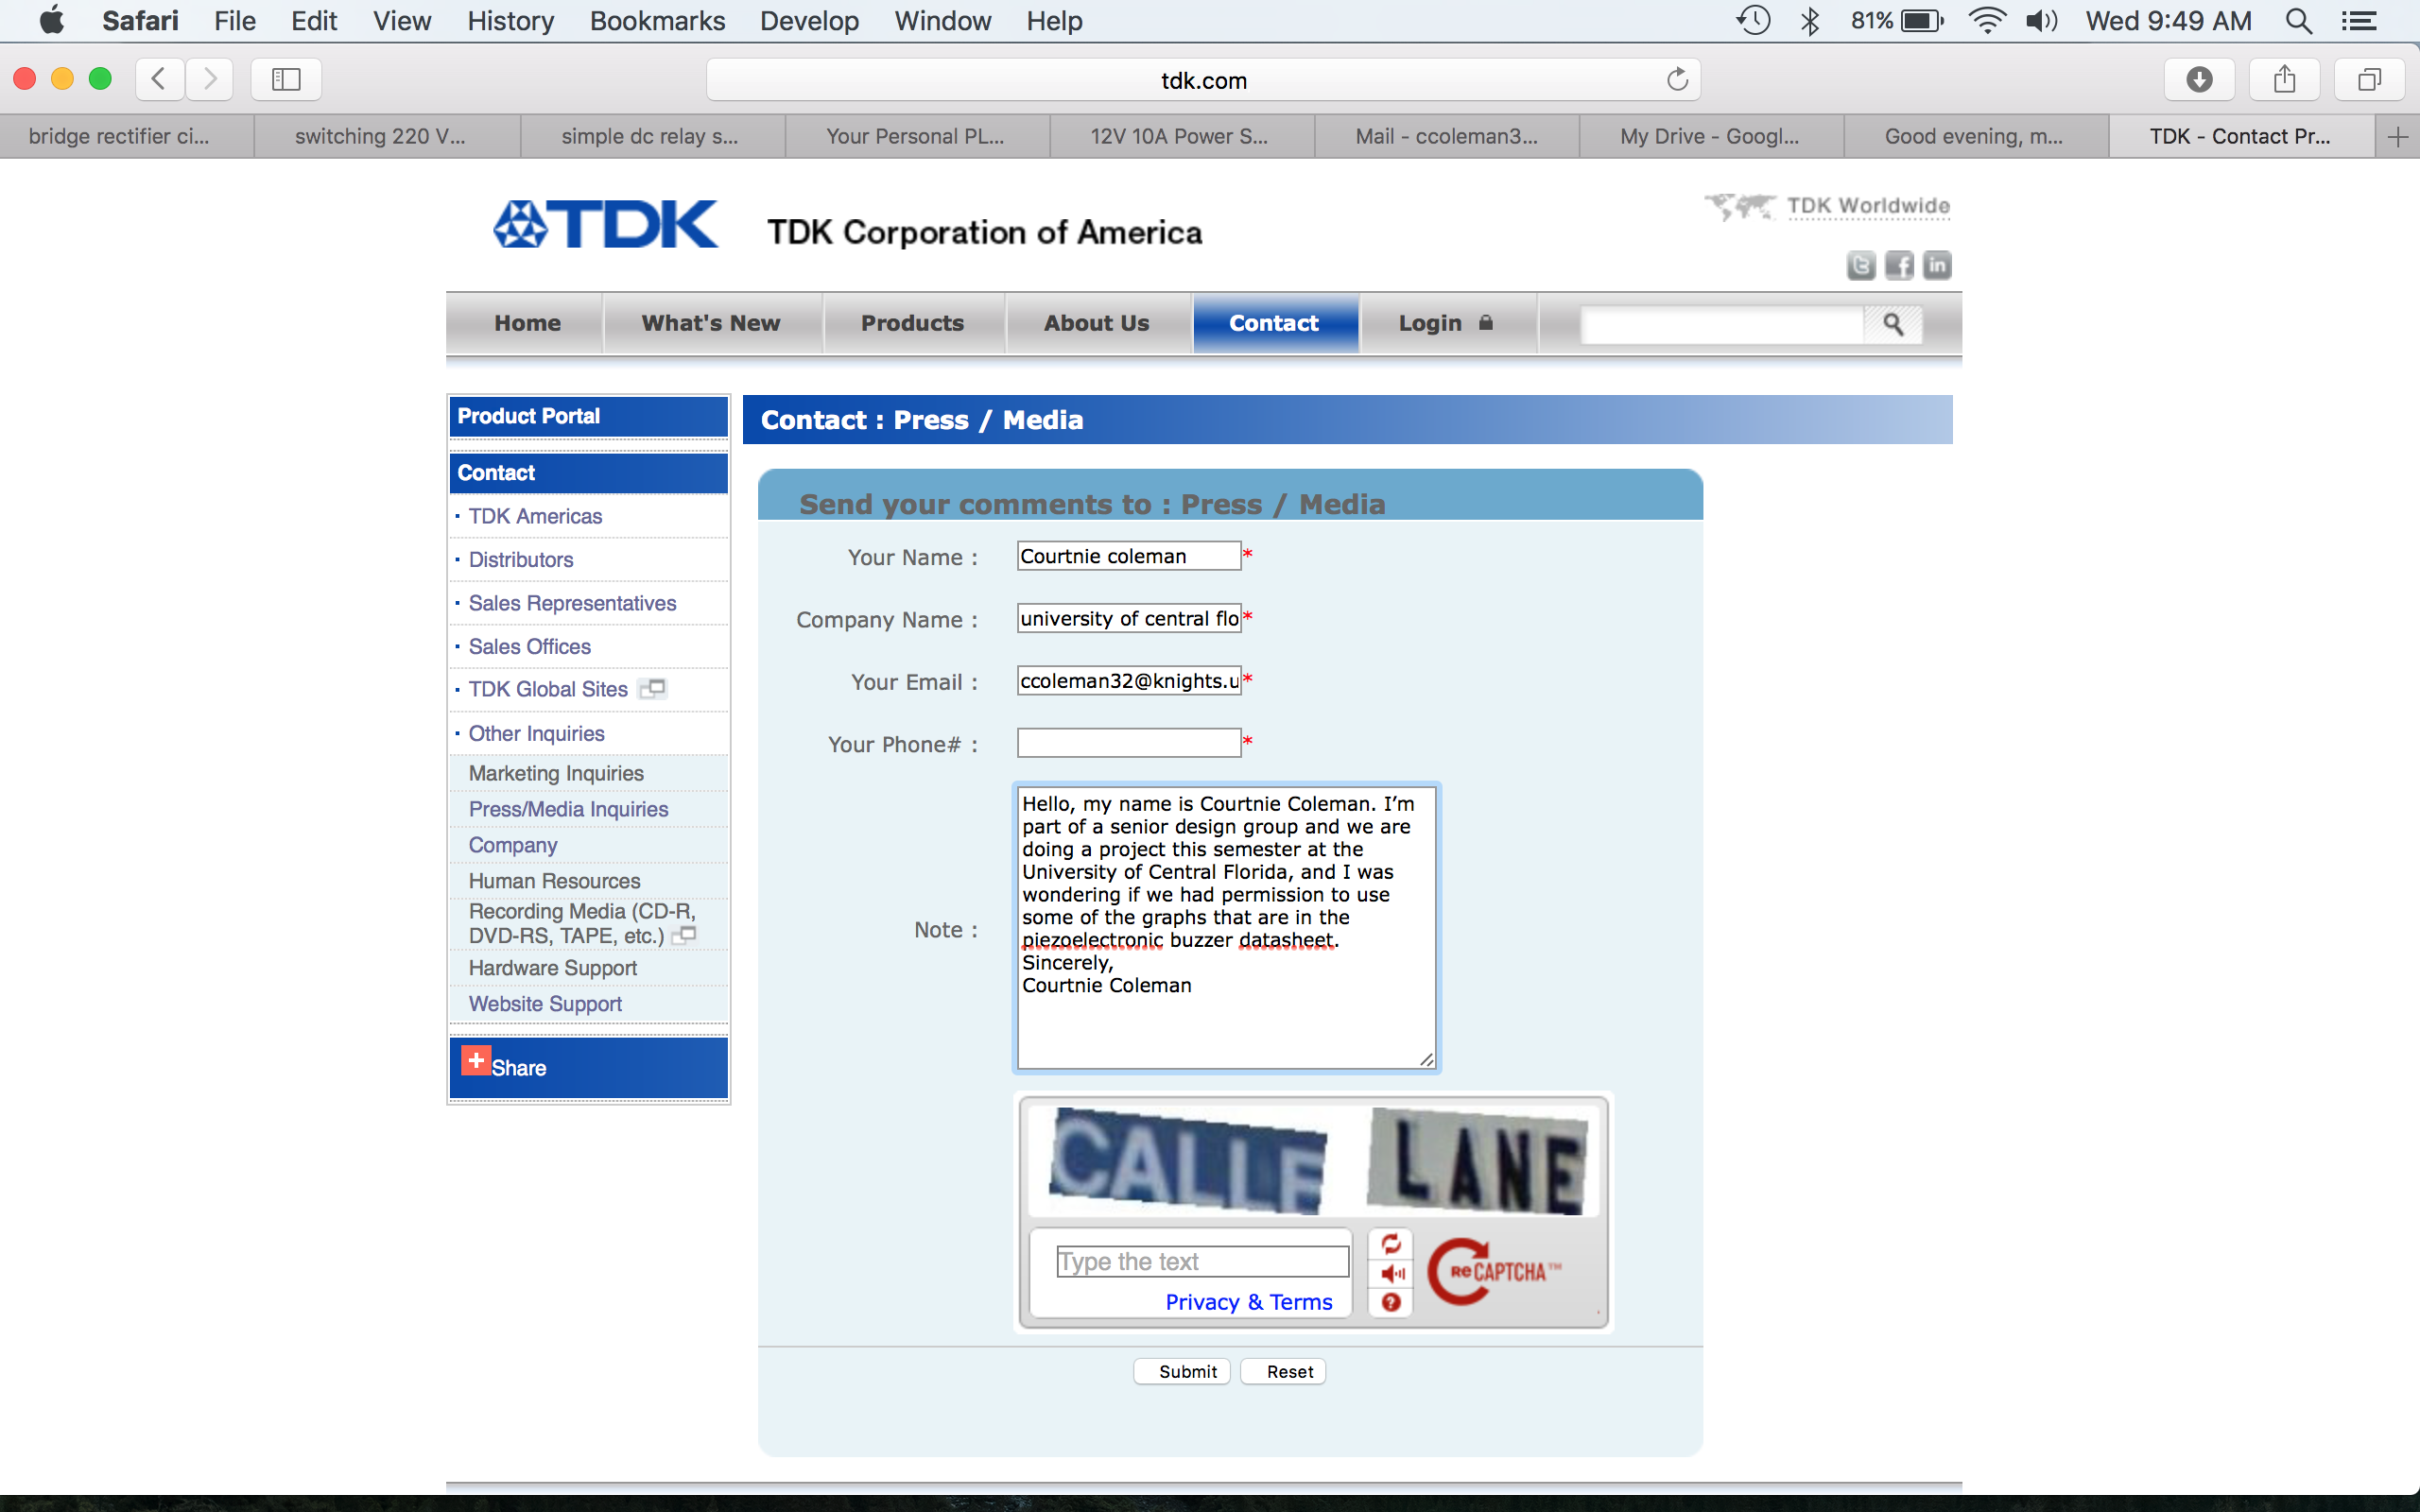 Safari File Edit View History Bookmarks Develop Window Help 81% Wed 9:49 AM
tdk.com
bridge rectifier ci... switching 220 V... simple dc relay s... Your Personal PL... 12V 10A Power S... Mail - ccoleman3... My Drive - Googl... Good evening, m... TDK - Contact Pr...
TDK TDK Corporation of America
TDK Worldwide
Home What's New Products About Us Contact Login
Product Portal
Contact
TDK Americas
Distributors
Sales Representatives
Sales Offices
TDK Global Sites
Other Inquiries
Marketing Inquiries
Press/Media Inquiries
Company
Human Resources
Recording Media (CD-R,
DVD-RS, TAPE, etc.)
Hardware Support
Website Support
Share
Contact : Press / Media
Send your comments to : Press / Media
Your Name : Courtnie coleman *
Company Name : university of central flo *
Your Email : ccoleman32@knights.u *
Your Phone# : *
Note :
Hello, my name is Courtnie Coleman. I’m
part of a senior design group and we are
doing a project this semester at the
University of Central Florida, and I was
wondering if we had permission to use
some of the graphs that are in the
piezoelectronic buzzer datasheet.
Sincerely,
Courtnie Coleman
CALLE LANE
Type the text
Privacy & Terms
reCAPTCHA™
Submit Reset